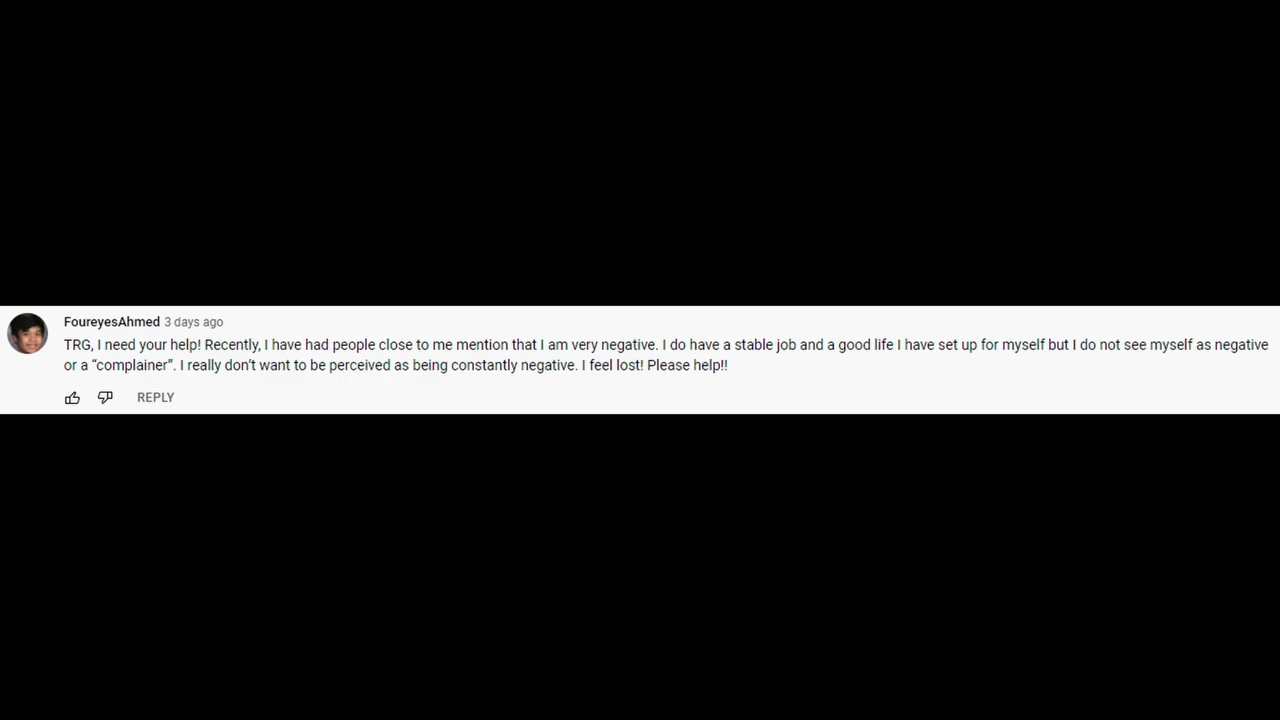 FoureyesAhmed 3 days ago
TRG, I need your help! Recently, I have had people close to me mention that I am very negative. I do have a stable job and a good life I have set up for myself but I do not see myself as negative
or a “complainer”. I really don’t want to be perceived as being constantly negative. I feel lost! Please help!!
REPLY